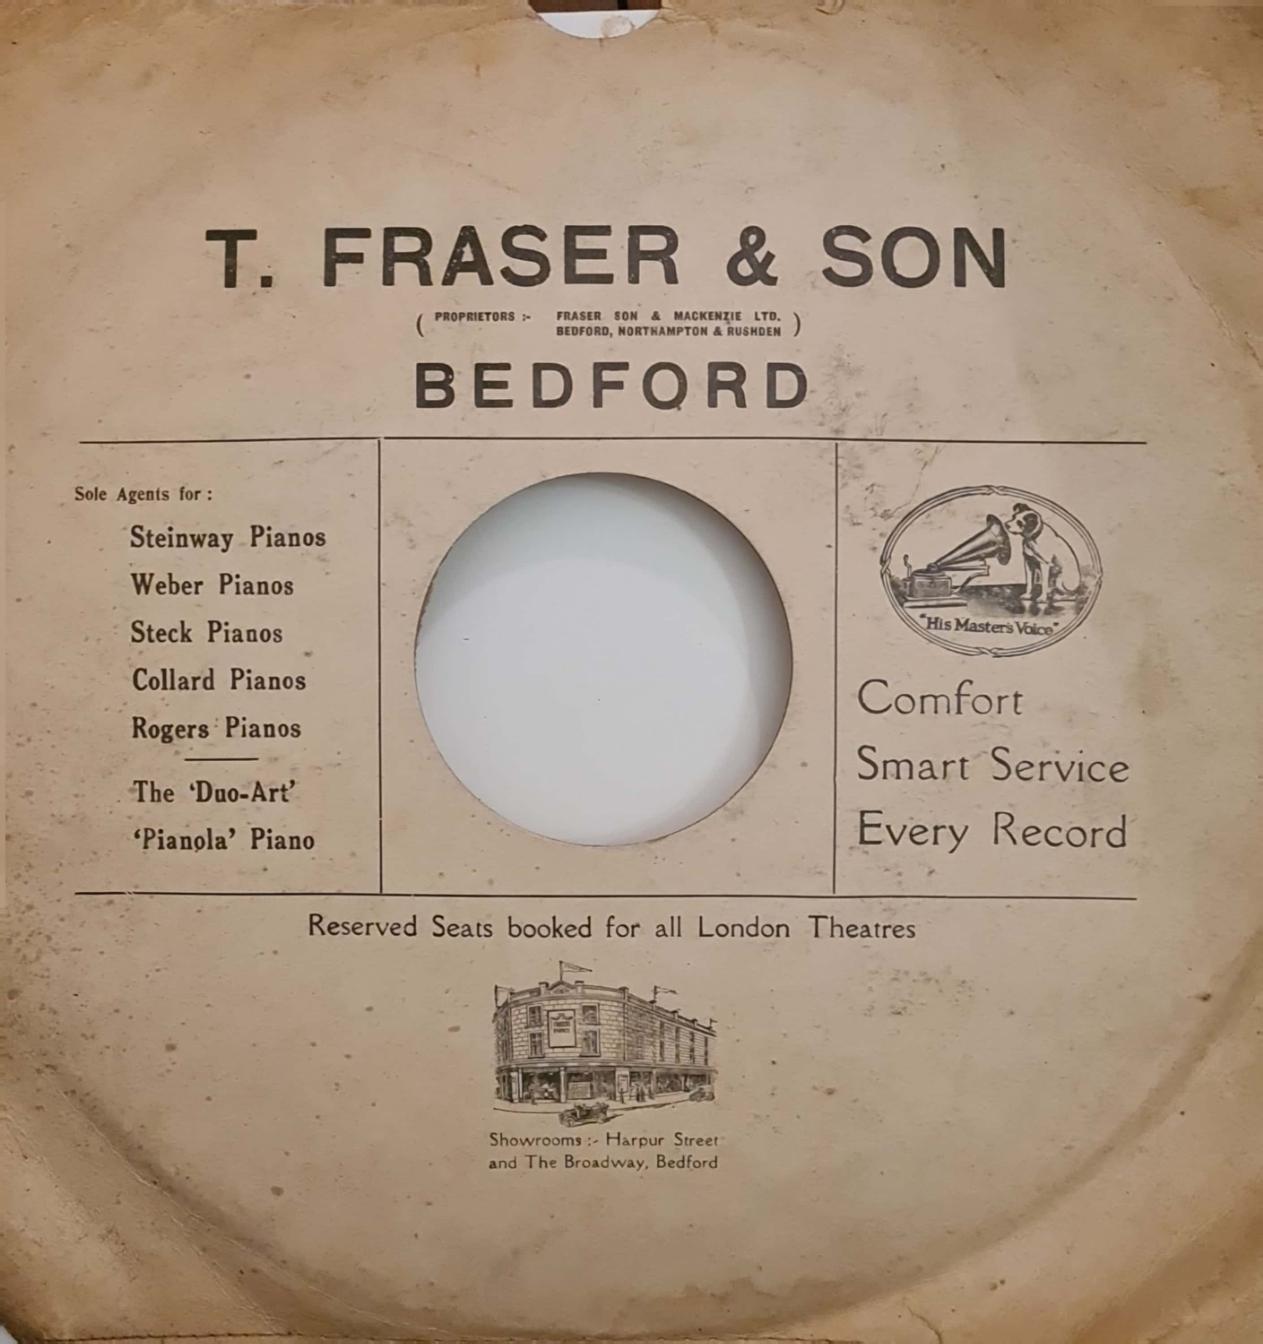 T. FRASER & SON
( PROPRIETORS :- FRASER SON & MACKENZIE LTD.
BEDFORD, NORTHAMPTON & RUSHDEN )
BEDFORD
Sole Agents for :
Steinway Pianos
Weber Pianos
Steck Pianos
Collard Pianos
Rogers Pianos
The ‘Duo-Art’
‘Pianola’ Piano
“His Master's Voice”
Comfort
Smart Service
Every Record
Reserved Seats booked for all London Theatres
Showrooms :- Harpur Street
and The Broadway, Bedford